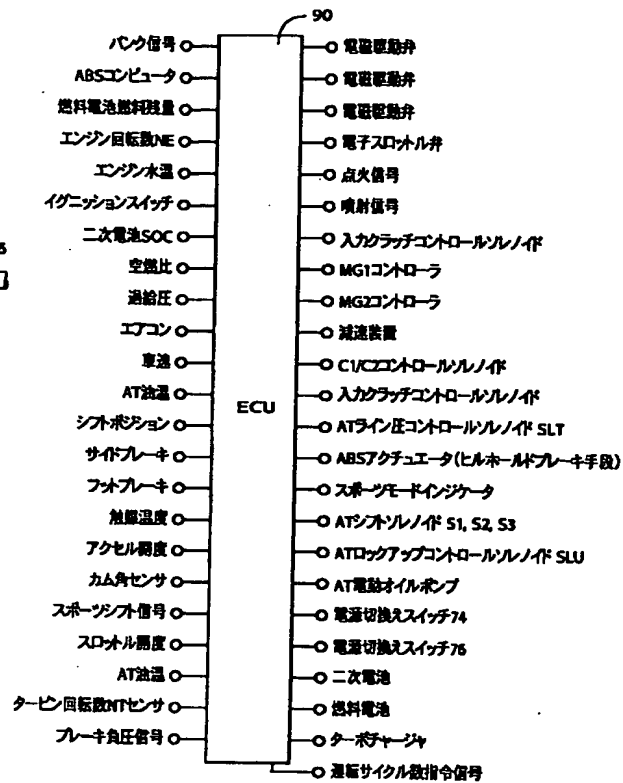 90
バンク信号
ABSコンピュータ
燃料電池燃料残量
エンジン回転数NE
エンジン水温
イグニッションスイッチ
二次電池SOC
空燃比
過給圧
エアコン
車速
AT油温
シフトポジション
サイドブレーキ
フットブレーキ
触媒温度
アクセル開度
カム角センサ
スポーツシフト信号
スロットル開度
AT油温
タービン回転数NTセンサ
ブレーキ負圧信号
ECU
電磁駆動弁
電磁駆動弁
電磁駆動弁
電子スロットル弁
点火信号
噴射信号
入力クラッチコントロールソレノイド
MG1コントローラ
MG2コントローラ
減速装置
C1/C2コントロールソレノイド
入力クラッチコントロールソレノイド
ATライン圧コントロールソレノイド SLT
ABSアクチュエータ(ヒルホールドブレーキ手段)
スポーツモードインジケータ
ATシフトソレノイド S1, S2, S3
ATロックアップコントロールソレノイド SLU
AT電動オイルポンプ
電源切換えスイッチ74
電源切換えスイッチ76
二次電池
燃料電池
ターボチャージャ
運転サイクル数指令信号